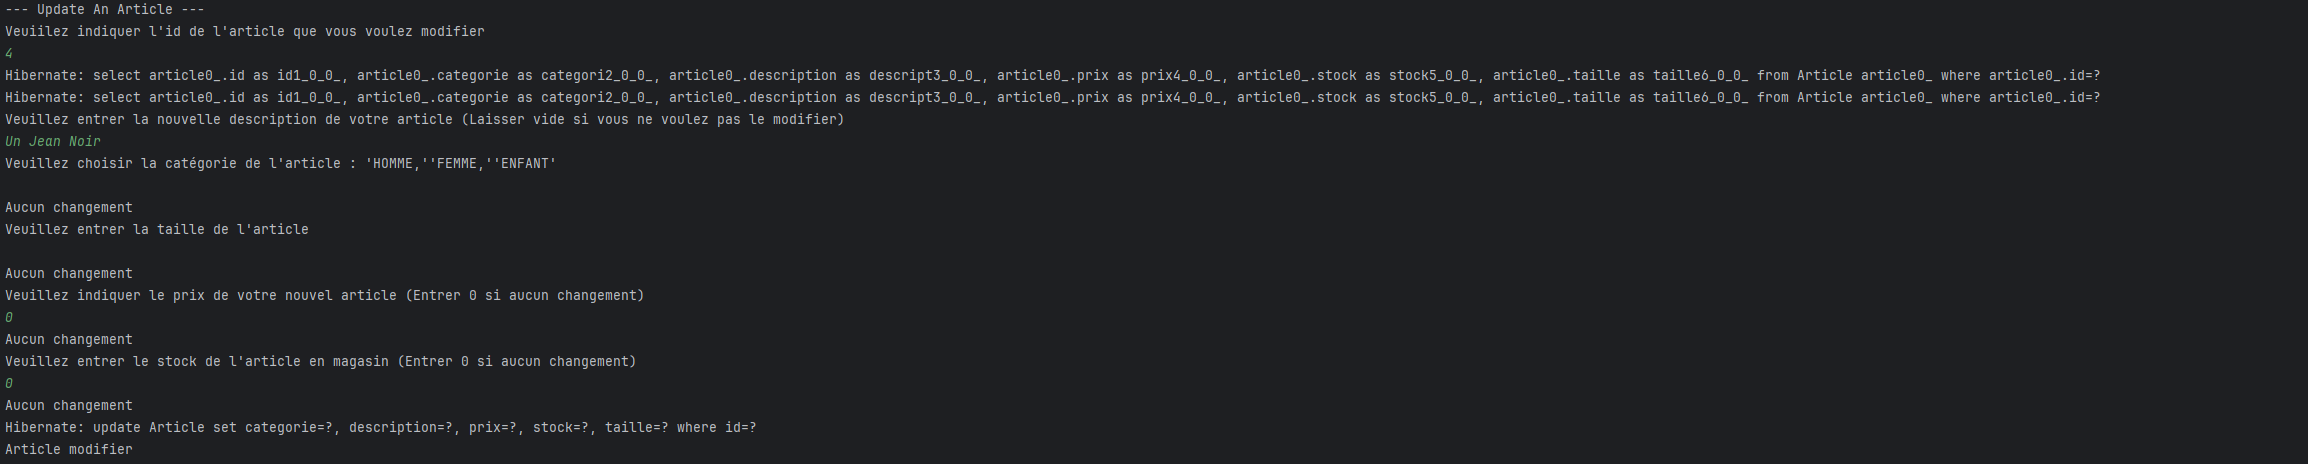 --- Update An Article ---
Veuiilez indiquer l'id de l'article que vous voulez modifier
4
Hibernate: select article0_.id as id1_0_0_, article0_.categorie as categori2_0_0_, article0_.description as descript3_0_0_, article0_.prix as prix4_0_0_, article0_.stock as stock5_0_0_, article0_.taille as taille6_0_0_ from Article article0_ where article0_.id=?
Hibernate: select article0_.id as id1_0_0_, article0_.categorie as categori2_0_0_, article0_.description as descript3_0_0_, article0_.prix as prix4_0_0_, article0_.stock as stock5_0_0_, article0_.taille as taille6_0_0_ from Article article0_ where article0_.id=?
Veuillez entrer la nouvelle description de votre article (Laisser vide si vous ne voulez pas le modifier)
Un Jean Noir
Veuillez choisir la catégorie de l'article : 'HOMME,''FEMME,''ENFANT'
Aucun changement
Veuillez entrer la taille de l'article
Aucun changement
Veuillez indiquer le prix de votre nouvel article (Entrer 0 si aucun changement)
0
Aucun changement
Veuillez entrer le stock de l'article en magasin (Entrer 0 si aucun changement)
0
Aucun changement
Hibernate: update Article set categorie=?, description=?, prix=?, stock=?, taille=? where id=?
Article modifier